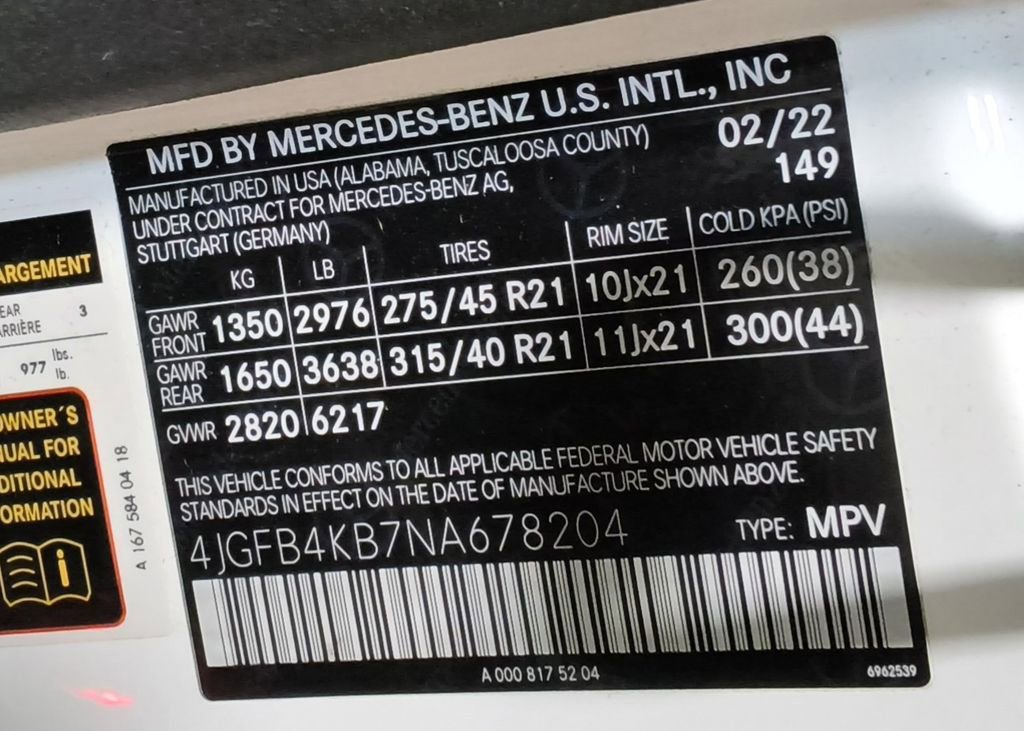 MFD BY MERCEDES-BENZ U.S. INTL., INC
MANUFACTURED IN USA (ALABAMA, TUSCALOOSA COUNTY) 02/22
UNDER CONTRACT FOR MERCEDES-BENZ AG, 149
STUTTGART (GERMANY)
KG LB TIRES RIM SIZE COLD KPA (PSI)
GAWR FRONT 1350 2976 275/45 R21 10Jx21 260(38)
GAWR REAR 1650 3638 315/40 R21 11Jx21 300(44)
GVWR 2820 6217
THIS VEHICLE CONFORMS TO ALL APPLICABLE FEDERAL MOTOR VEHICLE SAFETY
STANDARDS IN EFFECT ON THE DATE OF MANUFACTURE SHOWN ABOVE.
4JGFB4KB7NA678204 TYPE: MPV
A 000 817 52 04 6962539
ARGEMENT
EAR 3
ARRIÈRE
977 lbs.
lb.
OWNER´S
NUAL FOR
DITIONAL
ORMATION
i
A 167 584 04 18